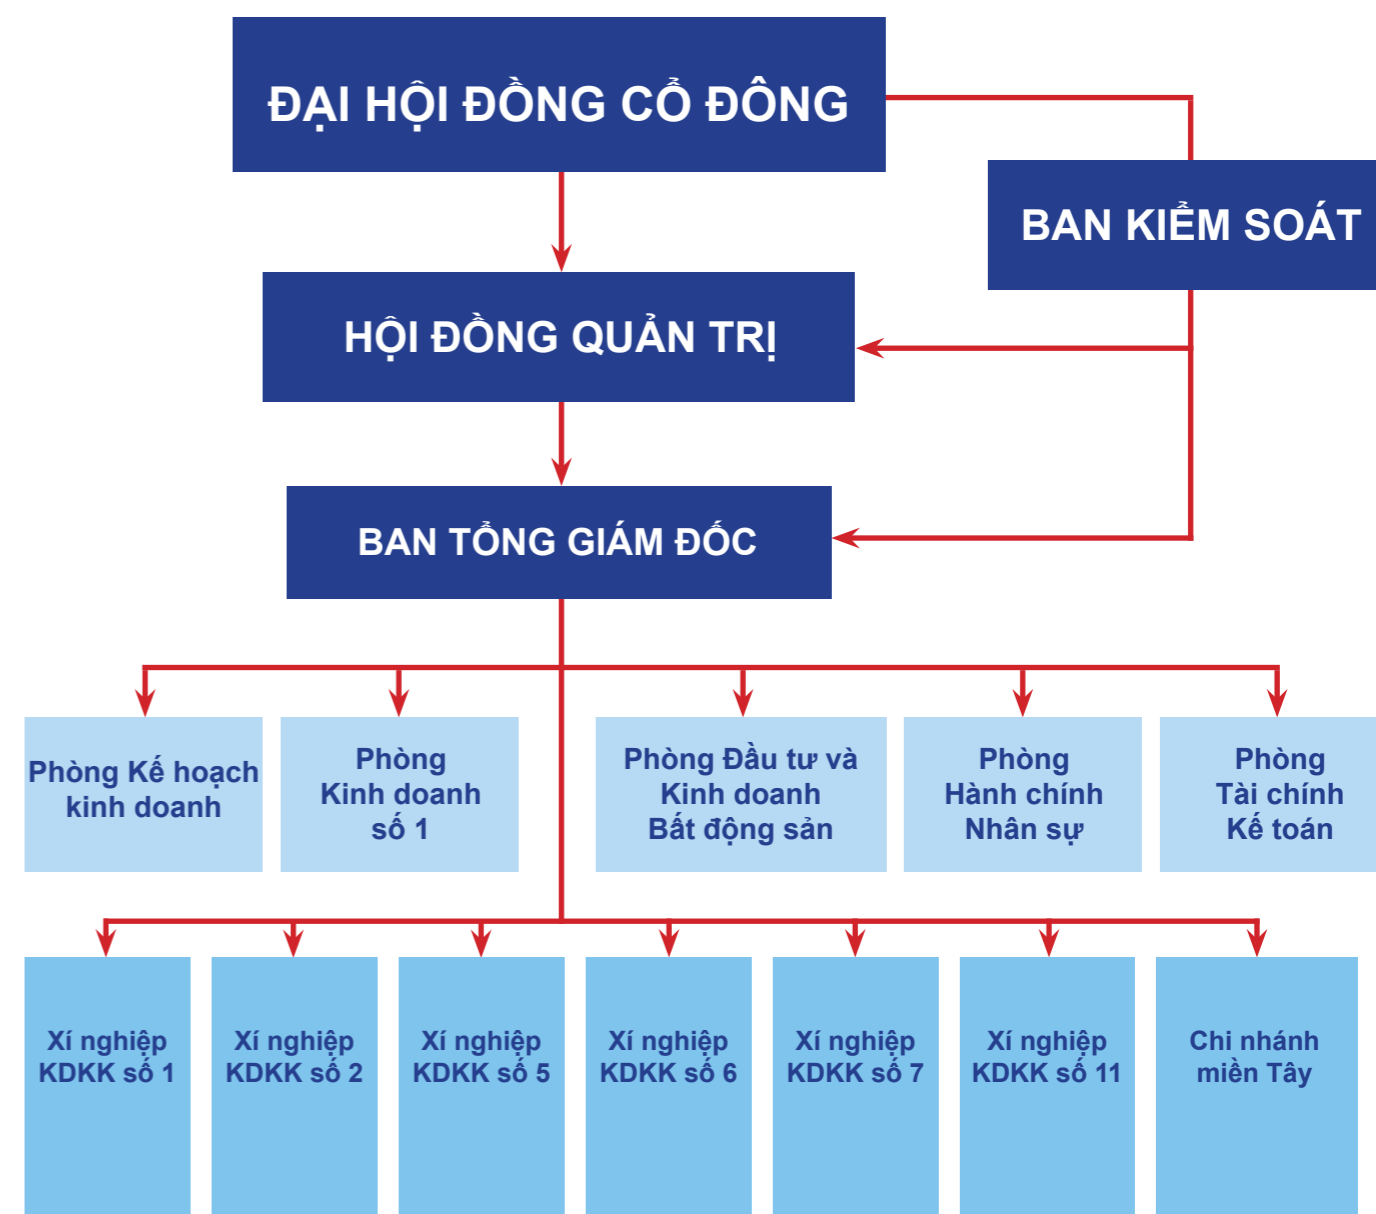 ĐẠI HỘI ĐỒNG CỔ ĐÔNG
BAN KIỂM SOÁT
HỘI ĐỒNG QUẢN TRỊ
BAN TỔNG GIÁM ĐỐC
Phòng Kế hoạch
kinh doanh
Phòng
Kinh doanh
số 1
Phòng Đầu tư và
Kinh doanh
Bất động sản
Phòng
Hành chính
Nhân sự
Phòng
Tài chính
Kế toán
Xí nghiệp
KDKK số 1
Xí nghiệp
KDKK số 2
Xí nghiệp
KDKK số 5
Xí nghiệp
KDKK số 6
Xí nghiệp
KDKK số 7
Xí nghiệp
KDKK số 11
Chi nhánh
miền Tây